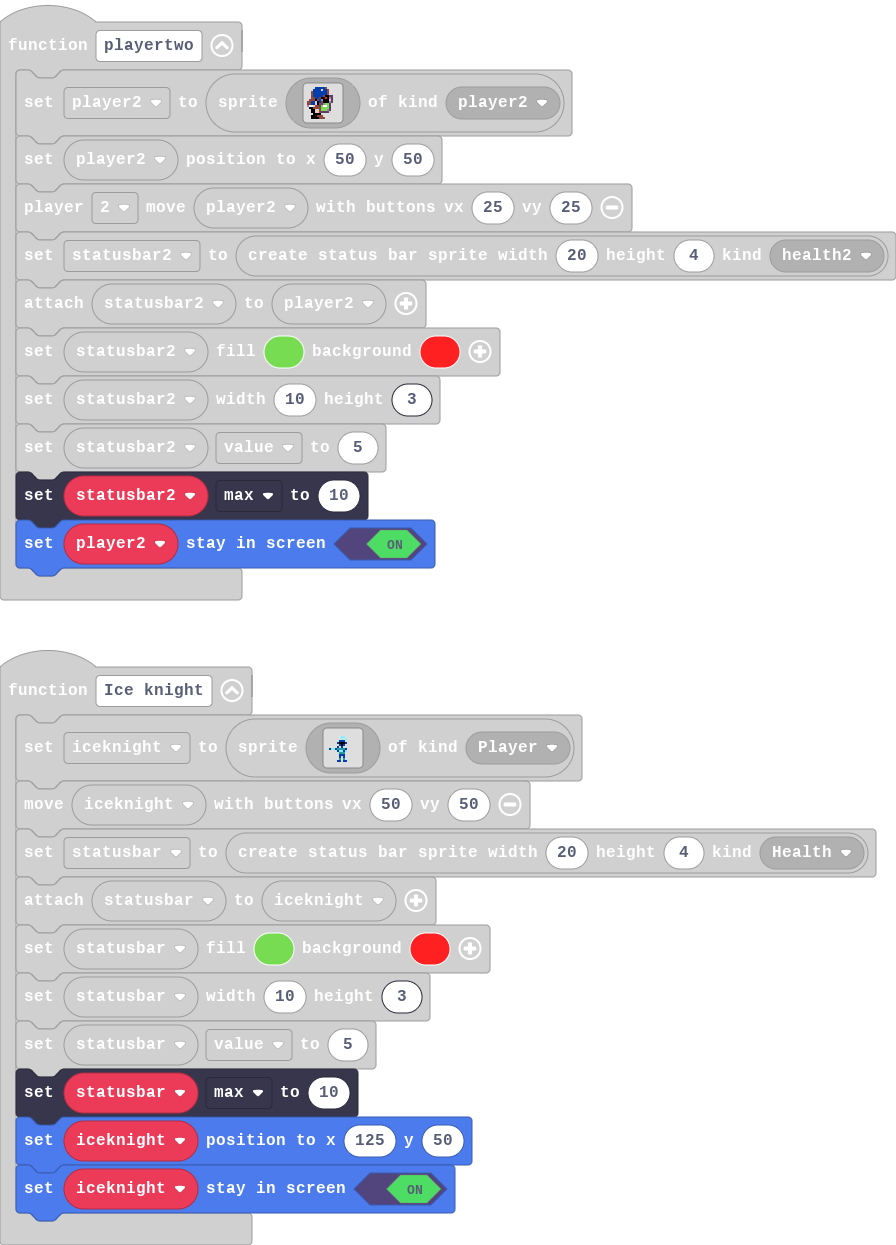 function playertwo
set player2 to sprite of kind player2
set player2 position to x 50 y 50
player 2 move player2 with buttons vx 25 vy 25
set statusbar2 to create status bar sprite width 20 height 4 kind health2
attach statusbar2 to player2
set statusbar2 fill background
set statusbar2 width 10 height 3
set statusbar2 value to 5
set statusbar2 max to 10
set player2 stay in screen ON
function Ice knight
set iceknight to sprite of kind Player
move iceknight with buttons vx 50 vy 50
set statusbar to create status bar sprite width 20 height 4 kind Health
attach statusbar to iceknight
set statusbar fill background
set statusbar width 10 height 3
set statusbar value to 5
set statusbar max to 10
set iceknight position to x 125 y 50
set iceknight stay in screen ON